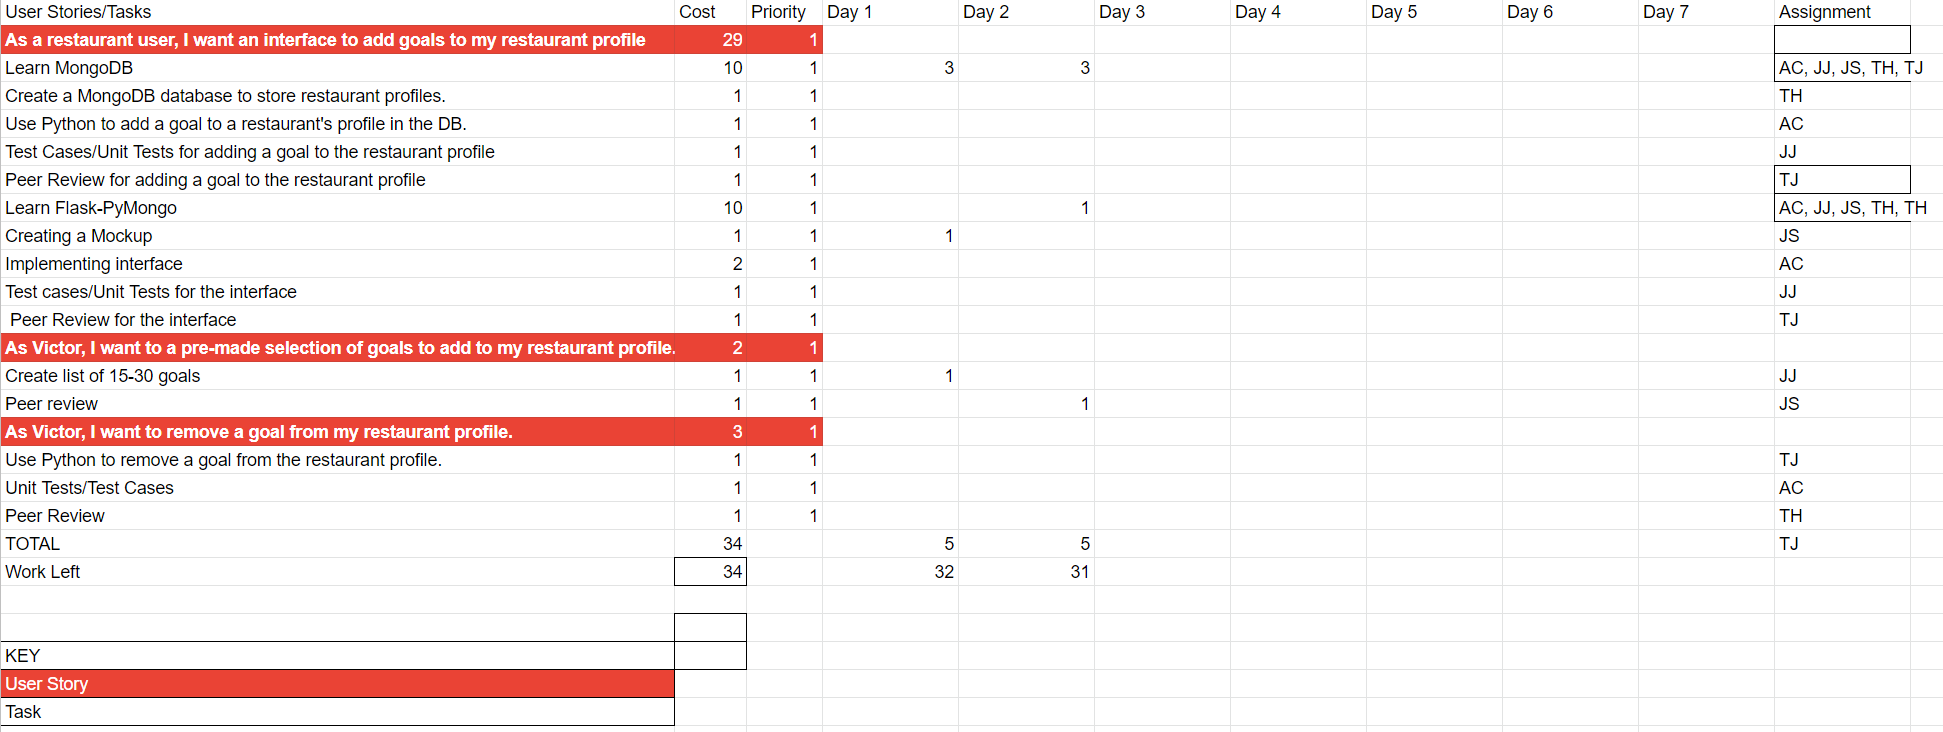 User Stories/Tasks Cost Priority Day 1 Day 2 Day 3 Day 4 Day 5 Day 6 Day 7 Assignment
As a restaurant user, I want an interface to add goals to my restaurant profile 29 1
Learn MongoDB 10 1 3 3 AC, JJ, JS, TH, TJ
Create a MongoDB database to store restaurant profiles. 1 1 TH
Use Python to add a goal to a restaurant's profile in the DB. 1 1 AC
Test Cases/Unit Tests for adding a goal to the restaurant profile 1 1 JJ
Peer Review for adding a goal to the restaurant profile 1 1 TJ
Learn Flask-PyMongo 10 1 1 AC, JJ, JS, TH, TH
Creating a Mockup 1 1 1 JS
Implementing interface 2 1 AC
Test cases/Unit Tests for the interface 1 1 JJ
Peer Review for the interface 1 1 TJ
As Victor, I want to a pre-made selection of goals to add to my restaurant profile. 2 1
Create list of 15-30 goals 1 1 1 JJ
Peer review 1 1 1 JS
As Victor, I want to remove a goal from my restaurant profile. 3 1
Use Python to remove a goal from the restaurant profile. 1 1 TJ
Unit Tests/Test Cases 1 1 AC
Peer Review 1 1 TH
TOTAL 34 5 5 TJ
Work Left 34 32 31
KEY
User Story
Task